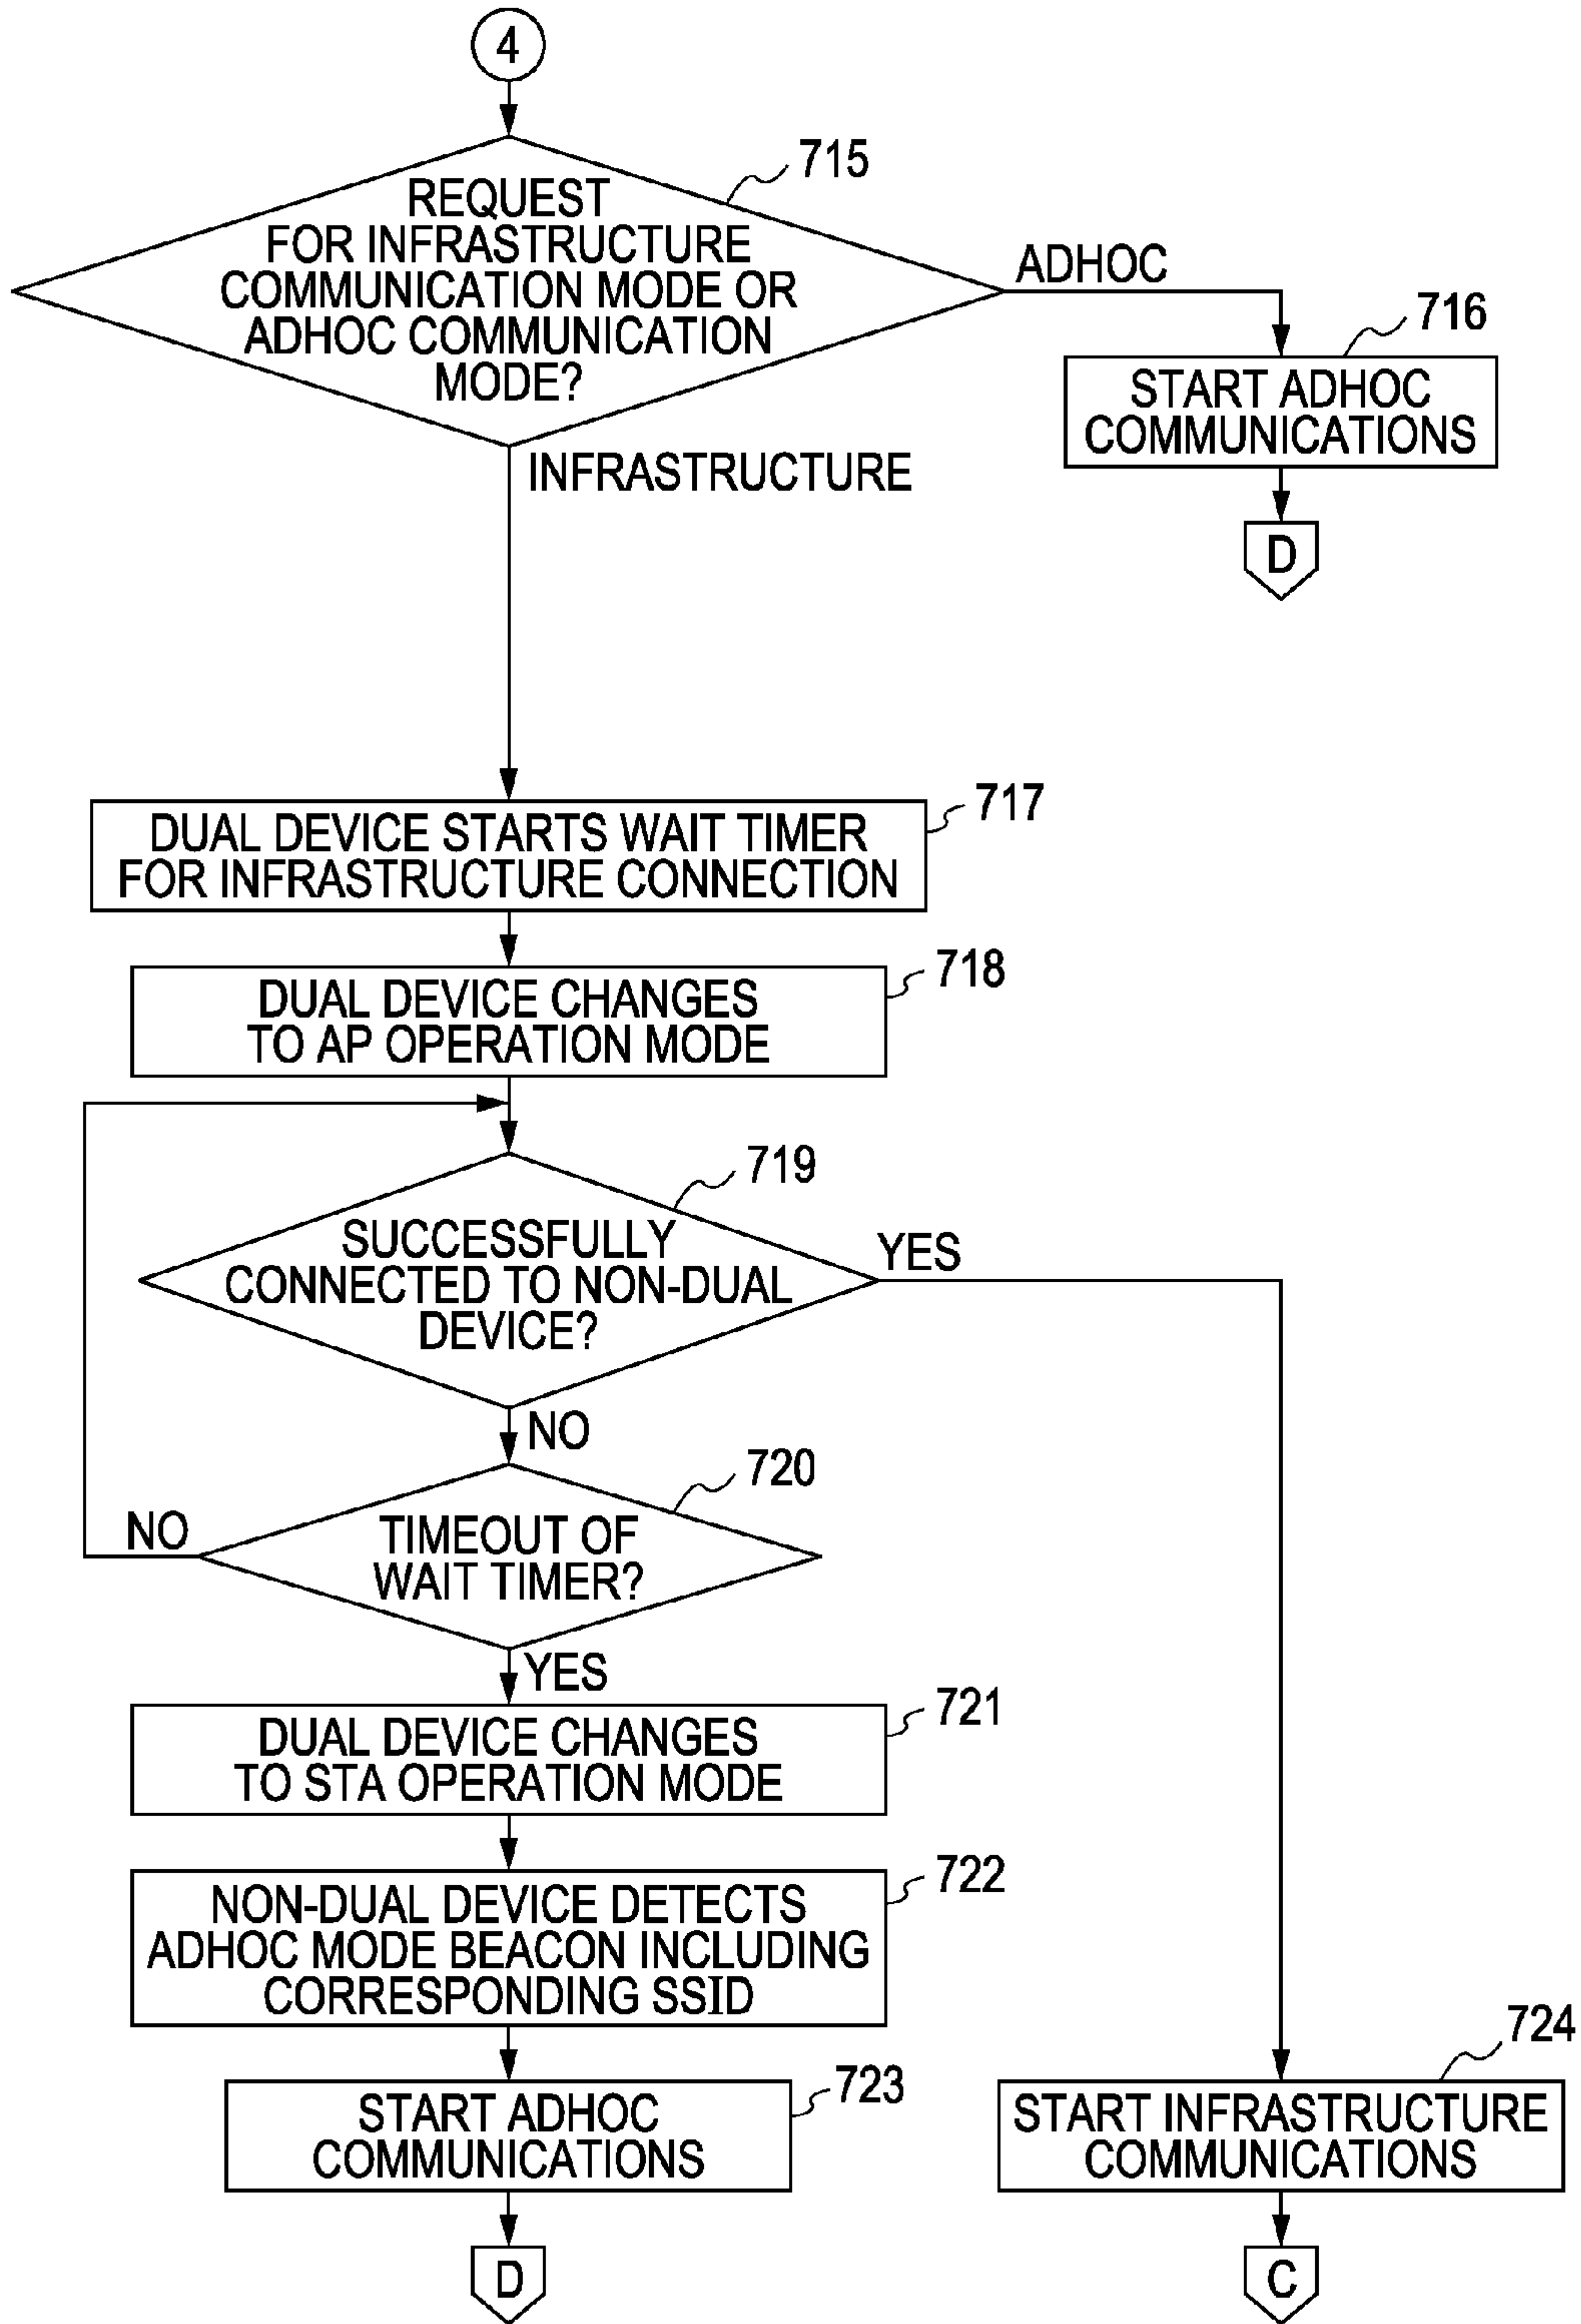 4
715
REQUEST
FOR INFRASTRUCTURE
COMMUNICATION MODE OR
ADHOC COMMUNICATION
MODE?
ADHOC
716
START ADHOC
COMMUNICATIONS
D
INFRASTRUCTURE
717
DUAL DEVICE STARTS WAIT TIMER
FOR INFRASTRUCTURE CONNECTION
718
DUAL DEVICE CHANGES
TO AP OPERATION MODE
719
SUCCESSFULLY
CONNECTED TO NON-DUAL
DEVICE?
YES
NO
720
TIMEOUT OF
WAIT TIMER?
NO
YES
721
DUAL DEVICE CHANGES
TO STA OPERATION MODE
722
NON-DUAL DEVICE DETECTS
ADHOC MODE BEACON INCLUDING
CORRESPONDING SSID
723
START ADHOC
COMMUNICATIONS
D
724
START INFRASTRUCTURE
COMMUNICATIONS
C